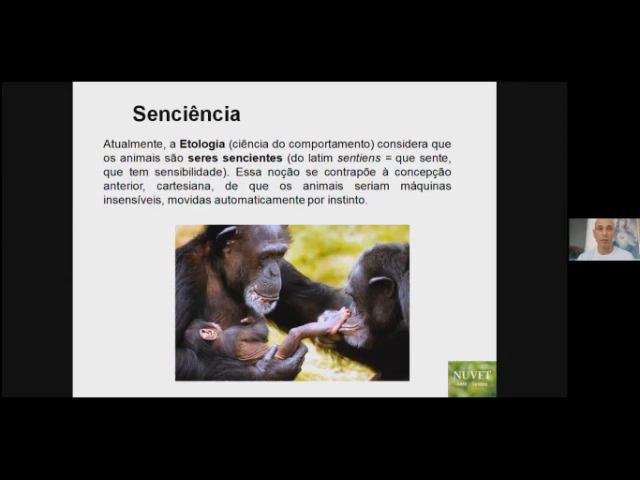 Senciência
Atualmente, a Etologia (ciência do comportamento) considera que
os animais são seres sencientes (do latim sentiens = que sente,
que tem sensibilidade). Essa noção se contrapõe à concepção
anterior, cartesiana, de que os animais seriam máquinas
insensíveis, movidas automaticamente por instinto.
NUVET